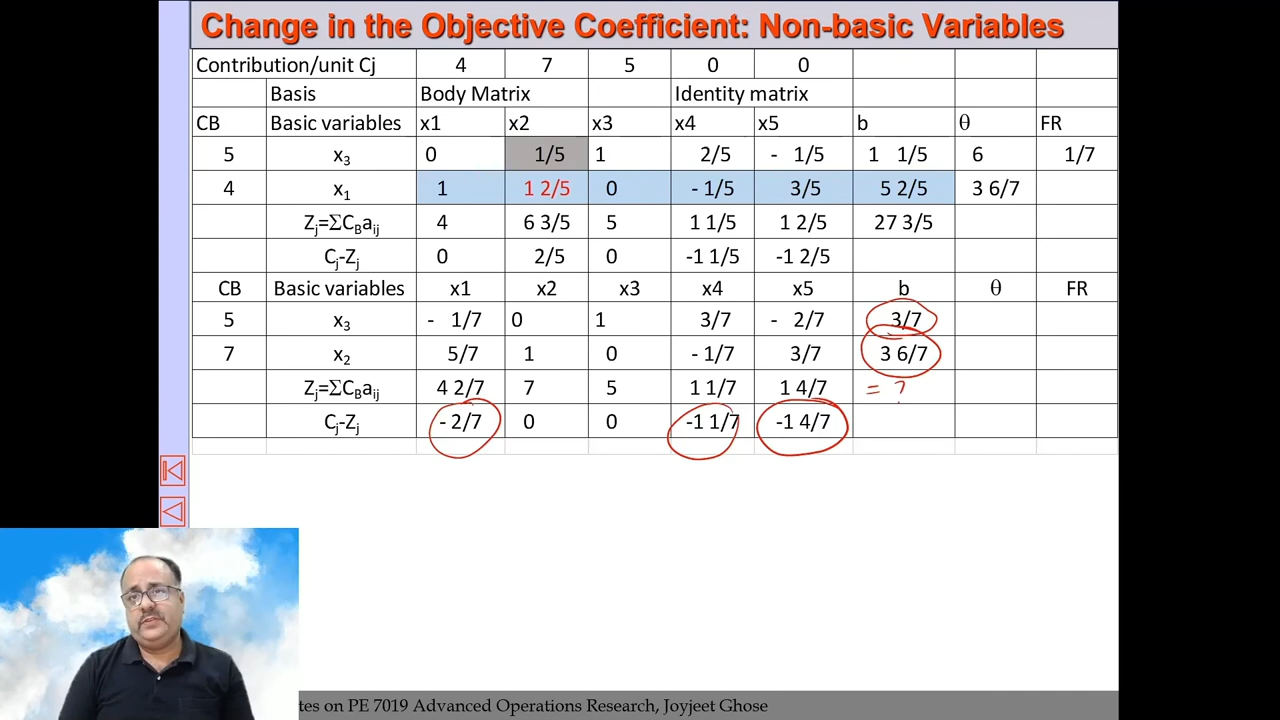 Change in the Objective Coefficient: Non-basic Variables
Contribution/unit Cj 4 7 5 0 0
Basis Body Matrix Identity matrix
CB Basic variables x1 x2 x3 x4 x5 b θ FR
5 x3 0 1/5 1 2/5 - 1/5 1 1/5 6 1/7
4 x1 1 1 2/5 0 - 1/5 3/5 5 2/5 3 6/7
Zj=ΣCBaij 4 6 3/5 5 1 1/5 1 2/5 27 3/5
Cj-Zj 0 2/5 0 -1 1/5 -1 2/5
CB Basic variables x1 x2 x3 x4 x5 b θ FR
5 x3 - 1/7 0 1 3/7 - 2/7 3/7
7 x2 5/7 1 0 - 1/7 3/7 3 6/7
Zj=ΣCBaij 4 2/7 7 5 1 1/7 1 4/7 = ?
Cj-Zj - 2/7 0 0 -1 1/7 -1 4/7
tes on PE 7019 Advanced Operations Research, Joyjeet Ghose